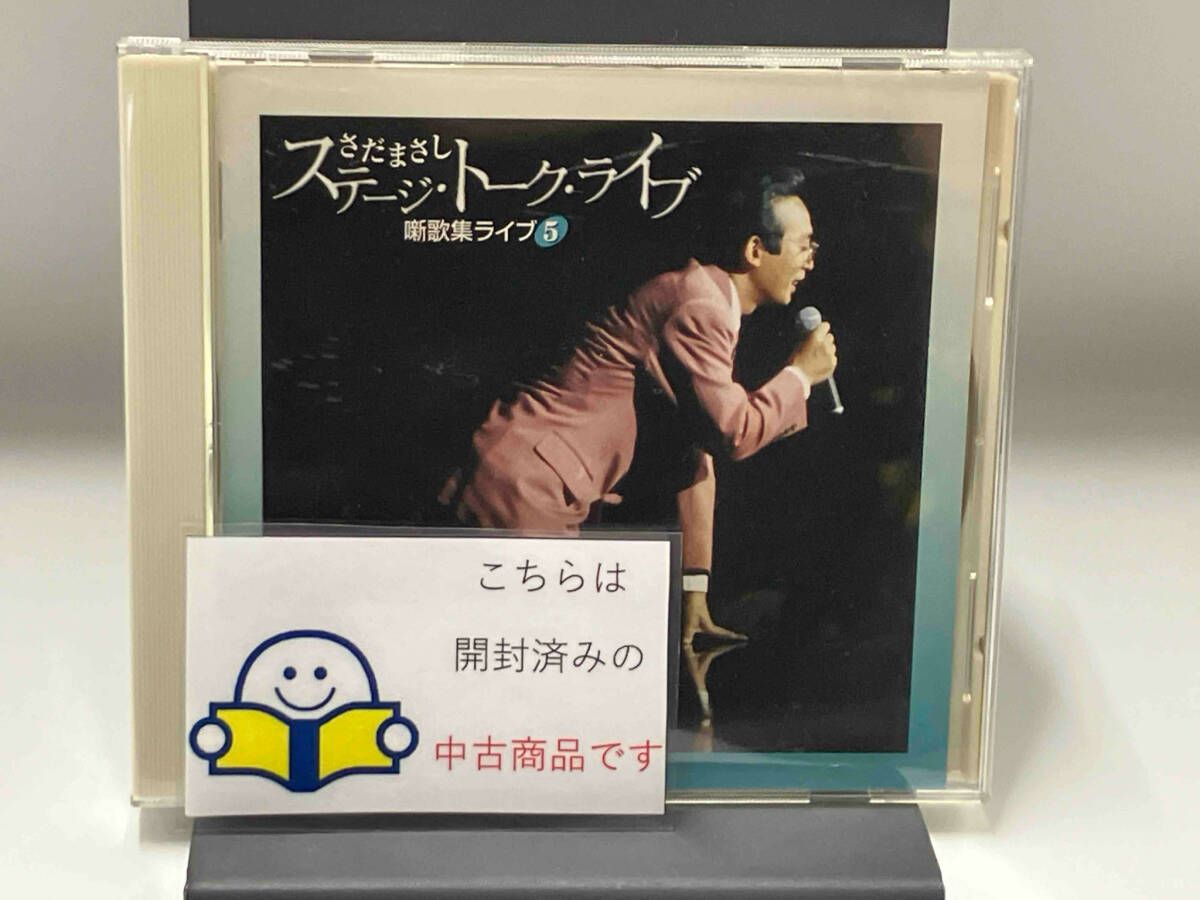 さだまさし
ステージ・トーク・ライブ
噺歌集ライブ5
こちらは
開封済みの
中古商品です